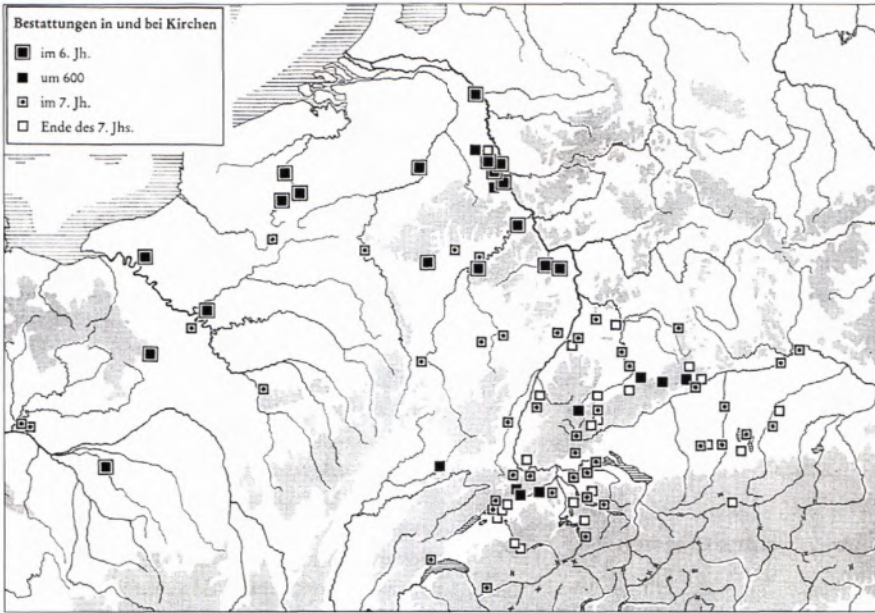 Bestattungen in und bei Kirchen
im 6. Jh.
um 600
im 7. Jh.
Ende des 7. Jhs.